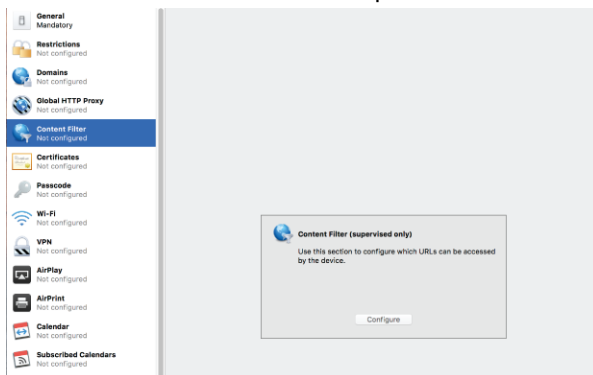 General
Mandatory
Restrictions
Not configured
Domains
Not configured
Global HTTP Proxy
Not configured
Content Filter
Not configured
Certificates
Not configured
Passcode
Not configured
Wi-Fi
Not configured
VPN
Not configured
AirPlay
Not configured
AirPrint
Not configured
Calendar
Not configured
Subscribed Calendars
Not configured
Content Filter (supervised only)
Use this section to configure which URLs can be accessed
by the device.
Configure